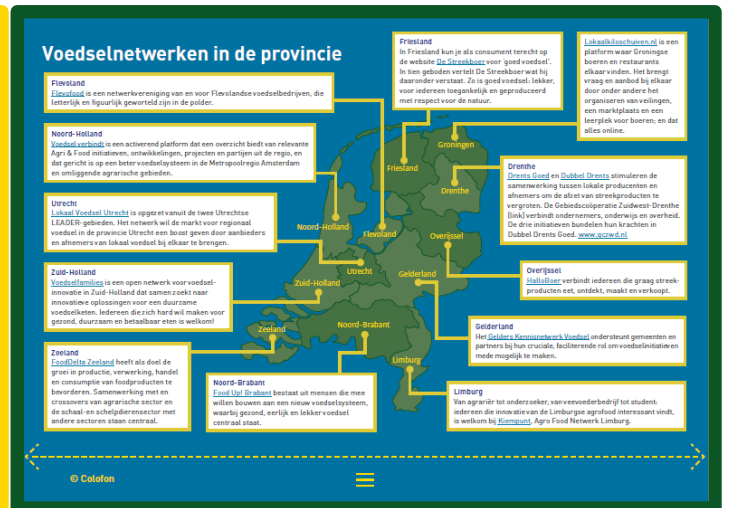 Voedselnetwerken in de provincie
Flevoland
Flevofood is een netwerkvereniging van en voor Flevolandse voedselbedrijven, die
letterlijk en figuurlijk geworteld zijn in de polder.
Noord-Holland
Voedsel verbindt is een activerend platform dat een overzicht biedt van relevante
Agri & Food initiatieven, ontwikkelingen, projecten en partijen uit de regio, en
dat gericht is op een beter voedselsysteem in de Metropoolregio Amsterdam
en omliggende agrarische gebieden.
Utrecht
Lokaal Voedsel Utrecht is opgezet vanuit de twee Utrechtse
LEADER-gebieden. Het netwerk wil de markt voor regionaal
voedsel in de provincie Utrecht een boost geven door aanbieders
en afnemers van lokaal voedsel bij elkaar te brengen.
Zuid-Holland
Voedselfamilies is een open netwerk voor voedsel-
innovatie in Zuid-Holland dat samen zoekt naar
innovatieve oplossingen voor een duurzame
voedselketen. Iedereen die zich hard wil maken voor
gezond, duurzaam en betaalbaar eten is welkom!
Zeeland
FoodDelta Zeeland heeft als doel de
groei in productie, verwerking, handel
en consumptie van foodproducten te
bevorderen. Samenwerking met en
crossovers van agrarische sector en
de schaal- en schelpdierensector met
andere sectoren staan centraal.
Noord-Brabant
Food Up! Brabant bestaat uit mensen die mee
willen bouwen aan een nieuw voedselsysteem,
waarbij gezond, eerlijk en lekker voedsel
centraal staat.
Friesland
In Friesland kun je als consument terecht op
de website De Streekboer voor 'goed voedsel'.
In tien geboden vertelt De Streekboer wat hij
daaronder verstaat. Zo is goed voedsel: lekker,
voor iedereen toegankelijk en geproduceerd
met respect voor de natuur.
Lokaalkiloschuiven.nl is een
platform waar Groningse
boeren en restaurants
elkaar vinden. Het brengt
vraag en aanbod bij elkaar
door onder andere het
organiseren van veilingen,
een marktplaats en een
leerplek voor boeren; en dat
alles online.
Drenthe
Drents Goed en Dubbel Drents stimuleren de
samenwerking tussen lokale producenten en
afnemers om de afzet van streekproducten te
vergroten. De Gebiedscoöperatie Zuidwest-Drenthe
[link] verbindt ondernemers, onderwijs en overheid.
De drie initiatieven bundelen hun krachten in
Dubbel Drents Goed. www.gczwd.nl
Overijssel
HalloBoer verbindt iedereen die graag streek-
producten eet, ontdekt, maakt en verkoopt.
Gelderland
Het Gelders Kennisnetwerk Voedsel ondersteunt gemeenten en
partners bij hun cruciale, faciliterende rol om voedselinitiatieven
mede mogelijk te maken.
Limburg
Van agrariër tot onderzoeker, van veevoederbedrijf tot student:
iedereen die innovatie van de Limburgse agrofood interessant vindt,
is welkom bij Kiempunt, Agro Food Netwerk Limburg.
Groningen
Friesland
Drenthe
Noord-Holland
Flevoland
Overijssel
Utrecht
Gelderland
Zuid-Holland
Zeeland
Noord-Brabant
Limburg
© Colofon